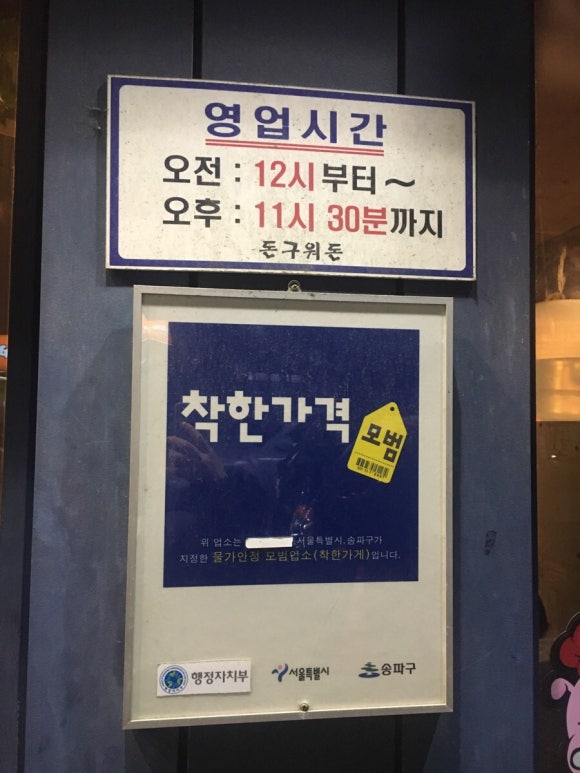 영업시간
오전 : 12시부터~
오후 : 11시 30분까지
돈구워돈
착한가격
모범
위 업소는 서울특별시.송파구가
지정한 물가안정 모범업소(착한가게)입니다.
행정자치부
서울특별시
송파구